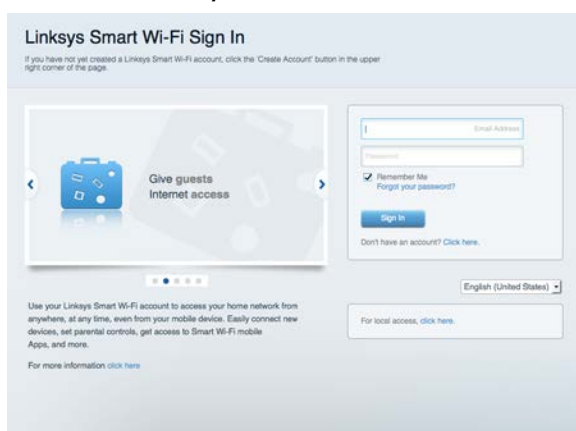 Linksys Smart Wi-Fi Sign In
If you have not yet created a Linksys Smart Wi-Fi account, click the 'Create Account' button in the upper
right corner of the page.
Give guests
Internet access
Email Address
Password
Remember Me
Forgot your password?
Sign In
Don't have an account? Click here.
English (United States)
Use your Linksys Smart Wi-Fi account to access your home network from
anywhere, at any time, even from your mobile device. Easily connect new
devices, set parental controls, get access to Smart Wi-Fi mobile
Apps, and more.
For more information click here
For local access, click here.